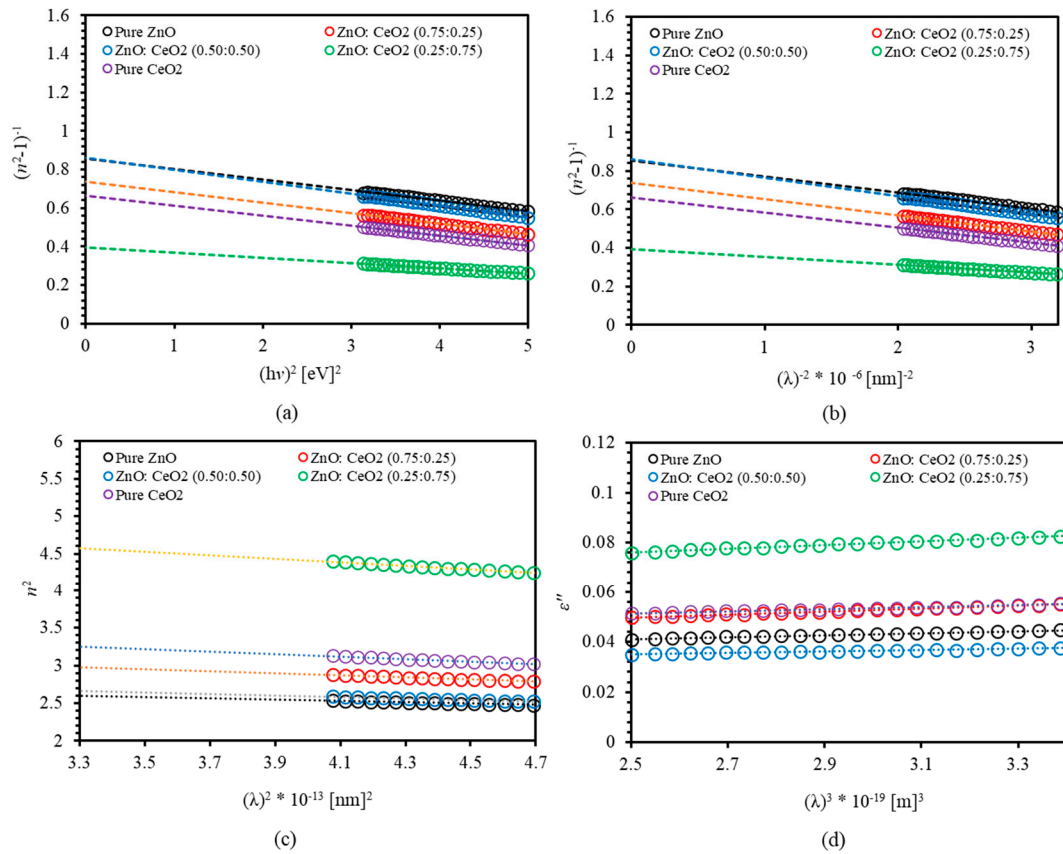 Pure ZnO
ZnO: CeO2 (0.75:0.25)
ZnO: CeO2 (0.50:0.50)
ZnO: CeO2 (0.25:0.75)
Pure CeO2
1.6
1.4
1.2
1
0.8
0.6
0.4
0.2
0
(n²-1)⁻¹
0 1 2 3 4 5
(hν)² [eV]²
(a)
Pure ZnO
ZnO: CeO2 (0.75:0.25)
ZnO: CeO2 (0.50:0.50)
ZnO: CeO2 (0.25:0.75)
Pure CeO2
1.6
1.4
1.2
1
0.8
0.6
0.4
0.2
0
(n²-1)⁻¹
0 1 2 3
(λ)⁻² * 10 ⁻⁶ [nm]⁻²
(b)
Pure ZnO
ZnO: CeO2 (0.75:0.25)
ZnO: CeO2 (0.50:0.50)
ZnO: CeO2 (0.25:0.75)
Pure CeO2
6
5.5
5
4.5
4
3.5
3
2.5
2
n²
3.3 3.5 3.7 3.9 4.1 4.3 4.5 4.7
(λ)² * 10⁻¹³ [nm]²
(c)
Pure ZnO
ZnO: CeO2 (0.75:0.25)
ZnO: CeO2 (0.50:0.50)
ZnO: CeO2 (0.25:0.75)
Pure CeO2
0.12
0.1
0.08
0.06
0.04
0.02
0
ε″
2.5 2.7 2.9 3.1 3.3
(λ)³ * 10⁻¹⁹ [m]³
(d)